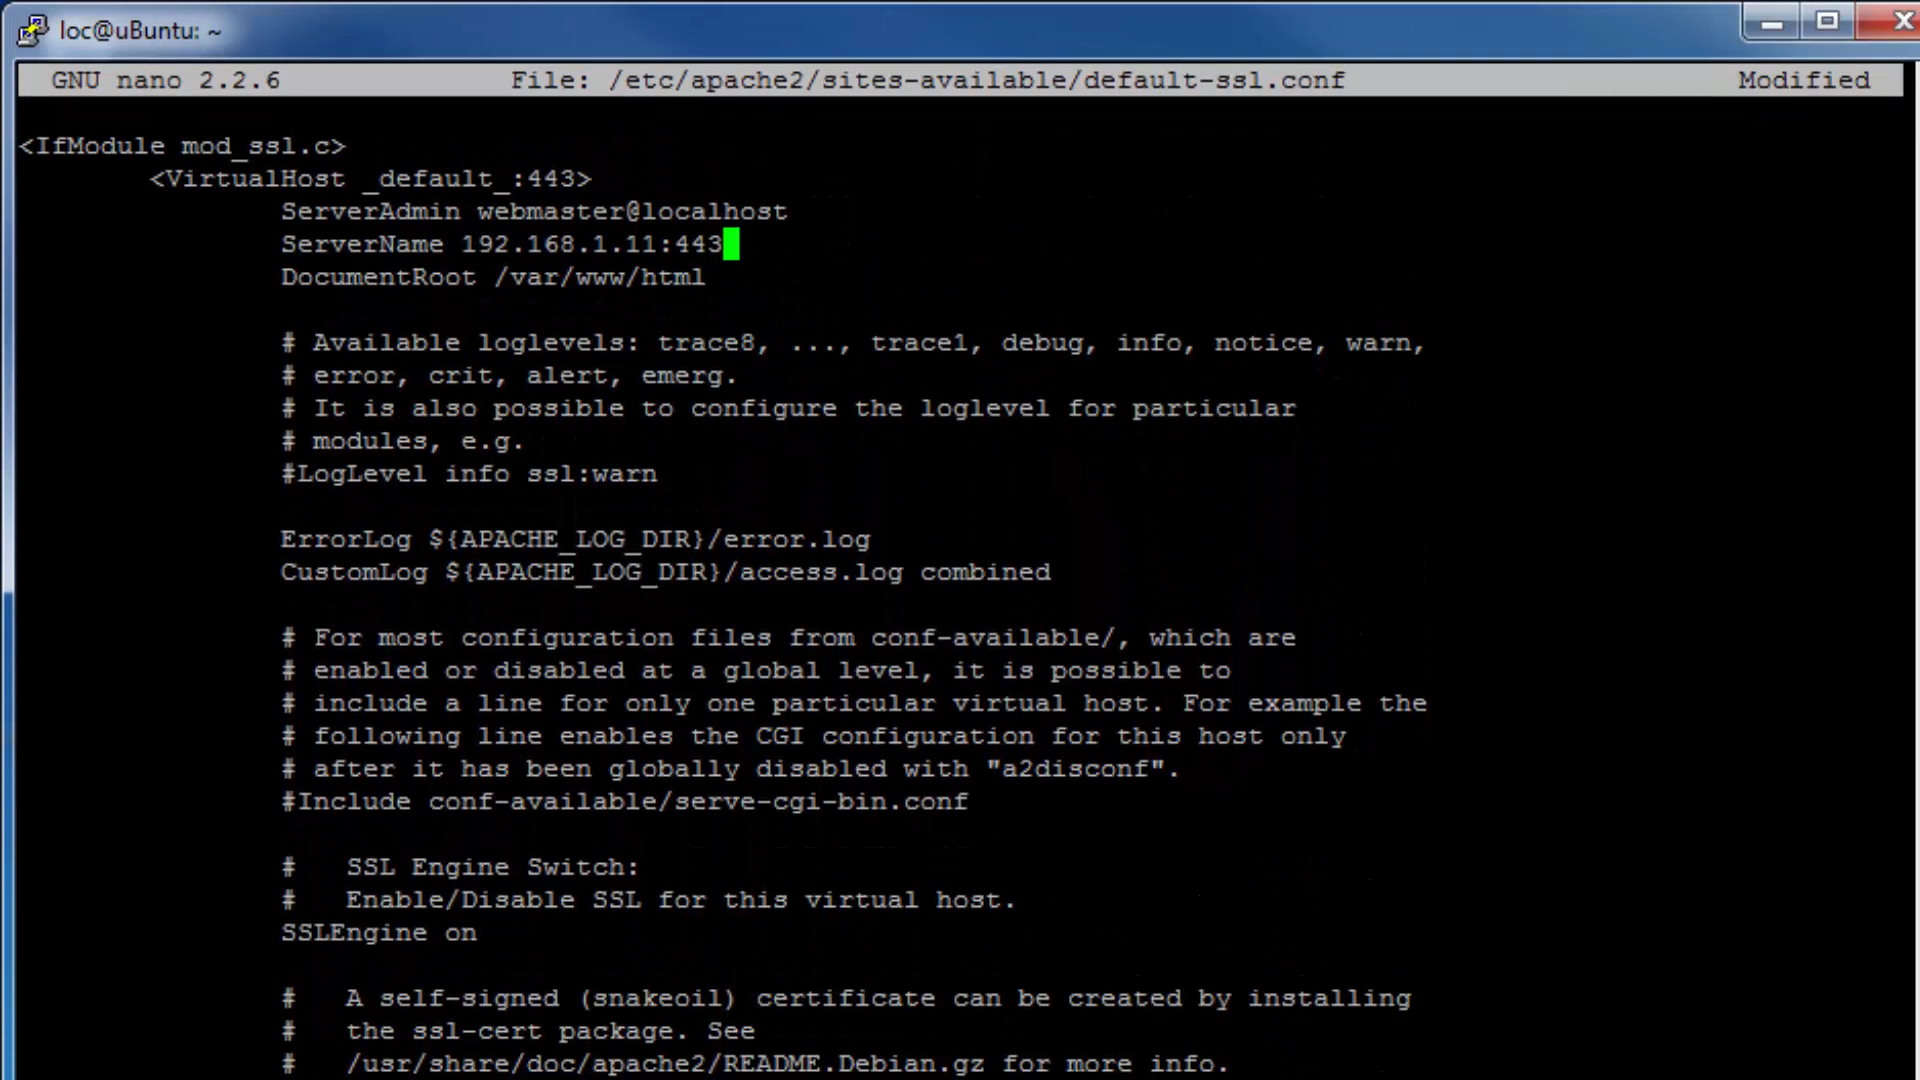 loc@uBuntu: ~
GNU nano 2.2.6 File: /etc/apache2/sites-available/default-ssl.conf Modified
<IfModule mod_ssl.c>
<VirtualHost _default_:443>
ServerAdmin webmaster@localhost
ServerName 192.168.1.11:443
DocumentRoot /var/www/html
# Available loglevels: trace8, ..., trace1, debug, info, notice, warn,
# error, crit, alert, emerg.
# It is also possible to configure the loglevel for particular
# modules, e.g.
#LogLevel info ssl:warn
ErrorLog ${APACHE_LOG_DIR}/error.log
CustomLog ${APACHE_LOG_DIR}/access.log combined
# For most configuration files from conf-available/, which are
# enabled or disabled at a global level, it is possible to
# include a line for only one particular virtual host. For example the
# following line enables the CGI configuration for this host only
# after it has been globally disabled with "a2disconf".
#Include conf-available/serve-cgi-bin.conf
# SSL Engine Switch:
# Enable/Disable SSL for this virtual host.
SSLEngine on
# A self-signed (snakeoil) certificate can be created by installing
# the ssl-cert package. See
# /usr/share/doc/apache2/README.Debian.gz for more info.